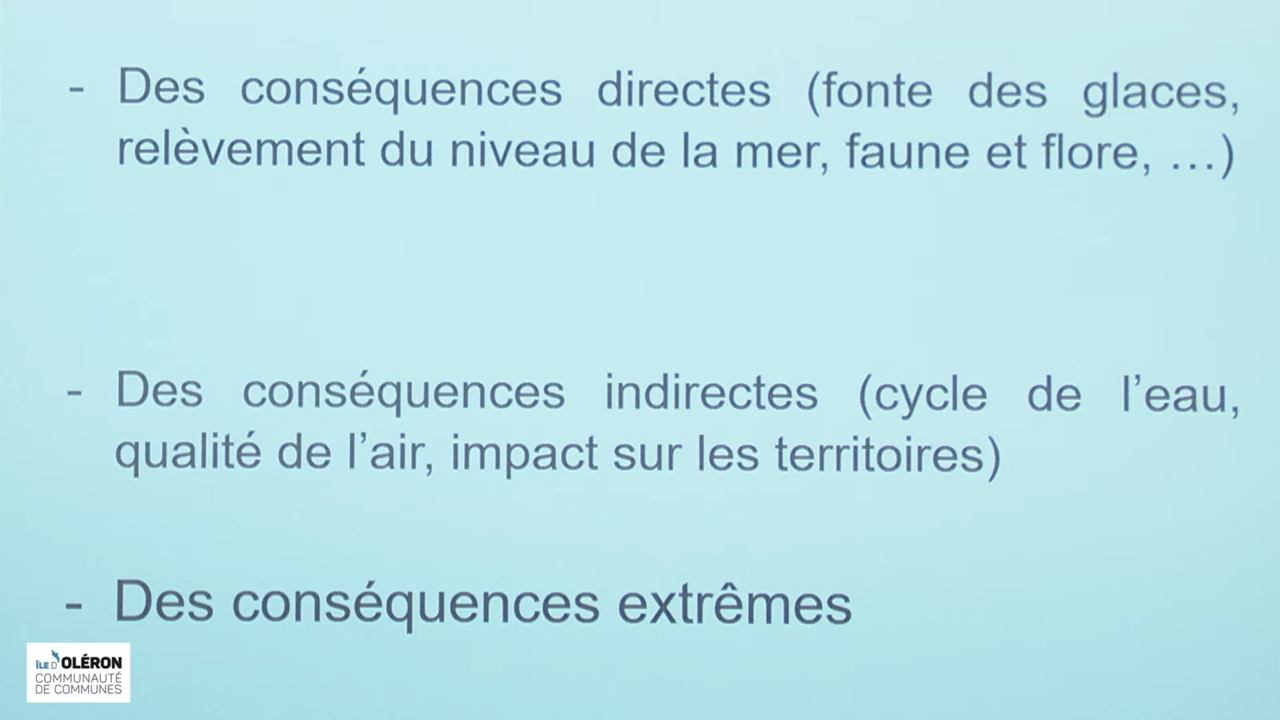 - Des conséquences directes (fonte des glaces,
relèvement du niveau de la mer, faune et flore, …)
- Des conséquences indirectes (cycle de l’eau,
qualité de l’air, impact sur les territoires)
- Des conséquences extrêmes
ÎLE D'OLÉRON
COMMUNAUTÉ
DE COMMUNES